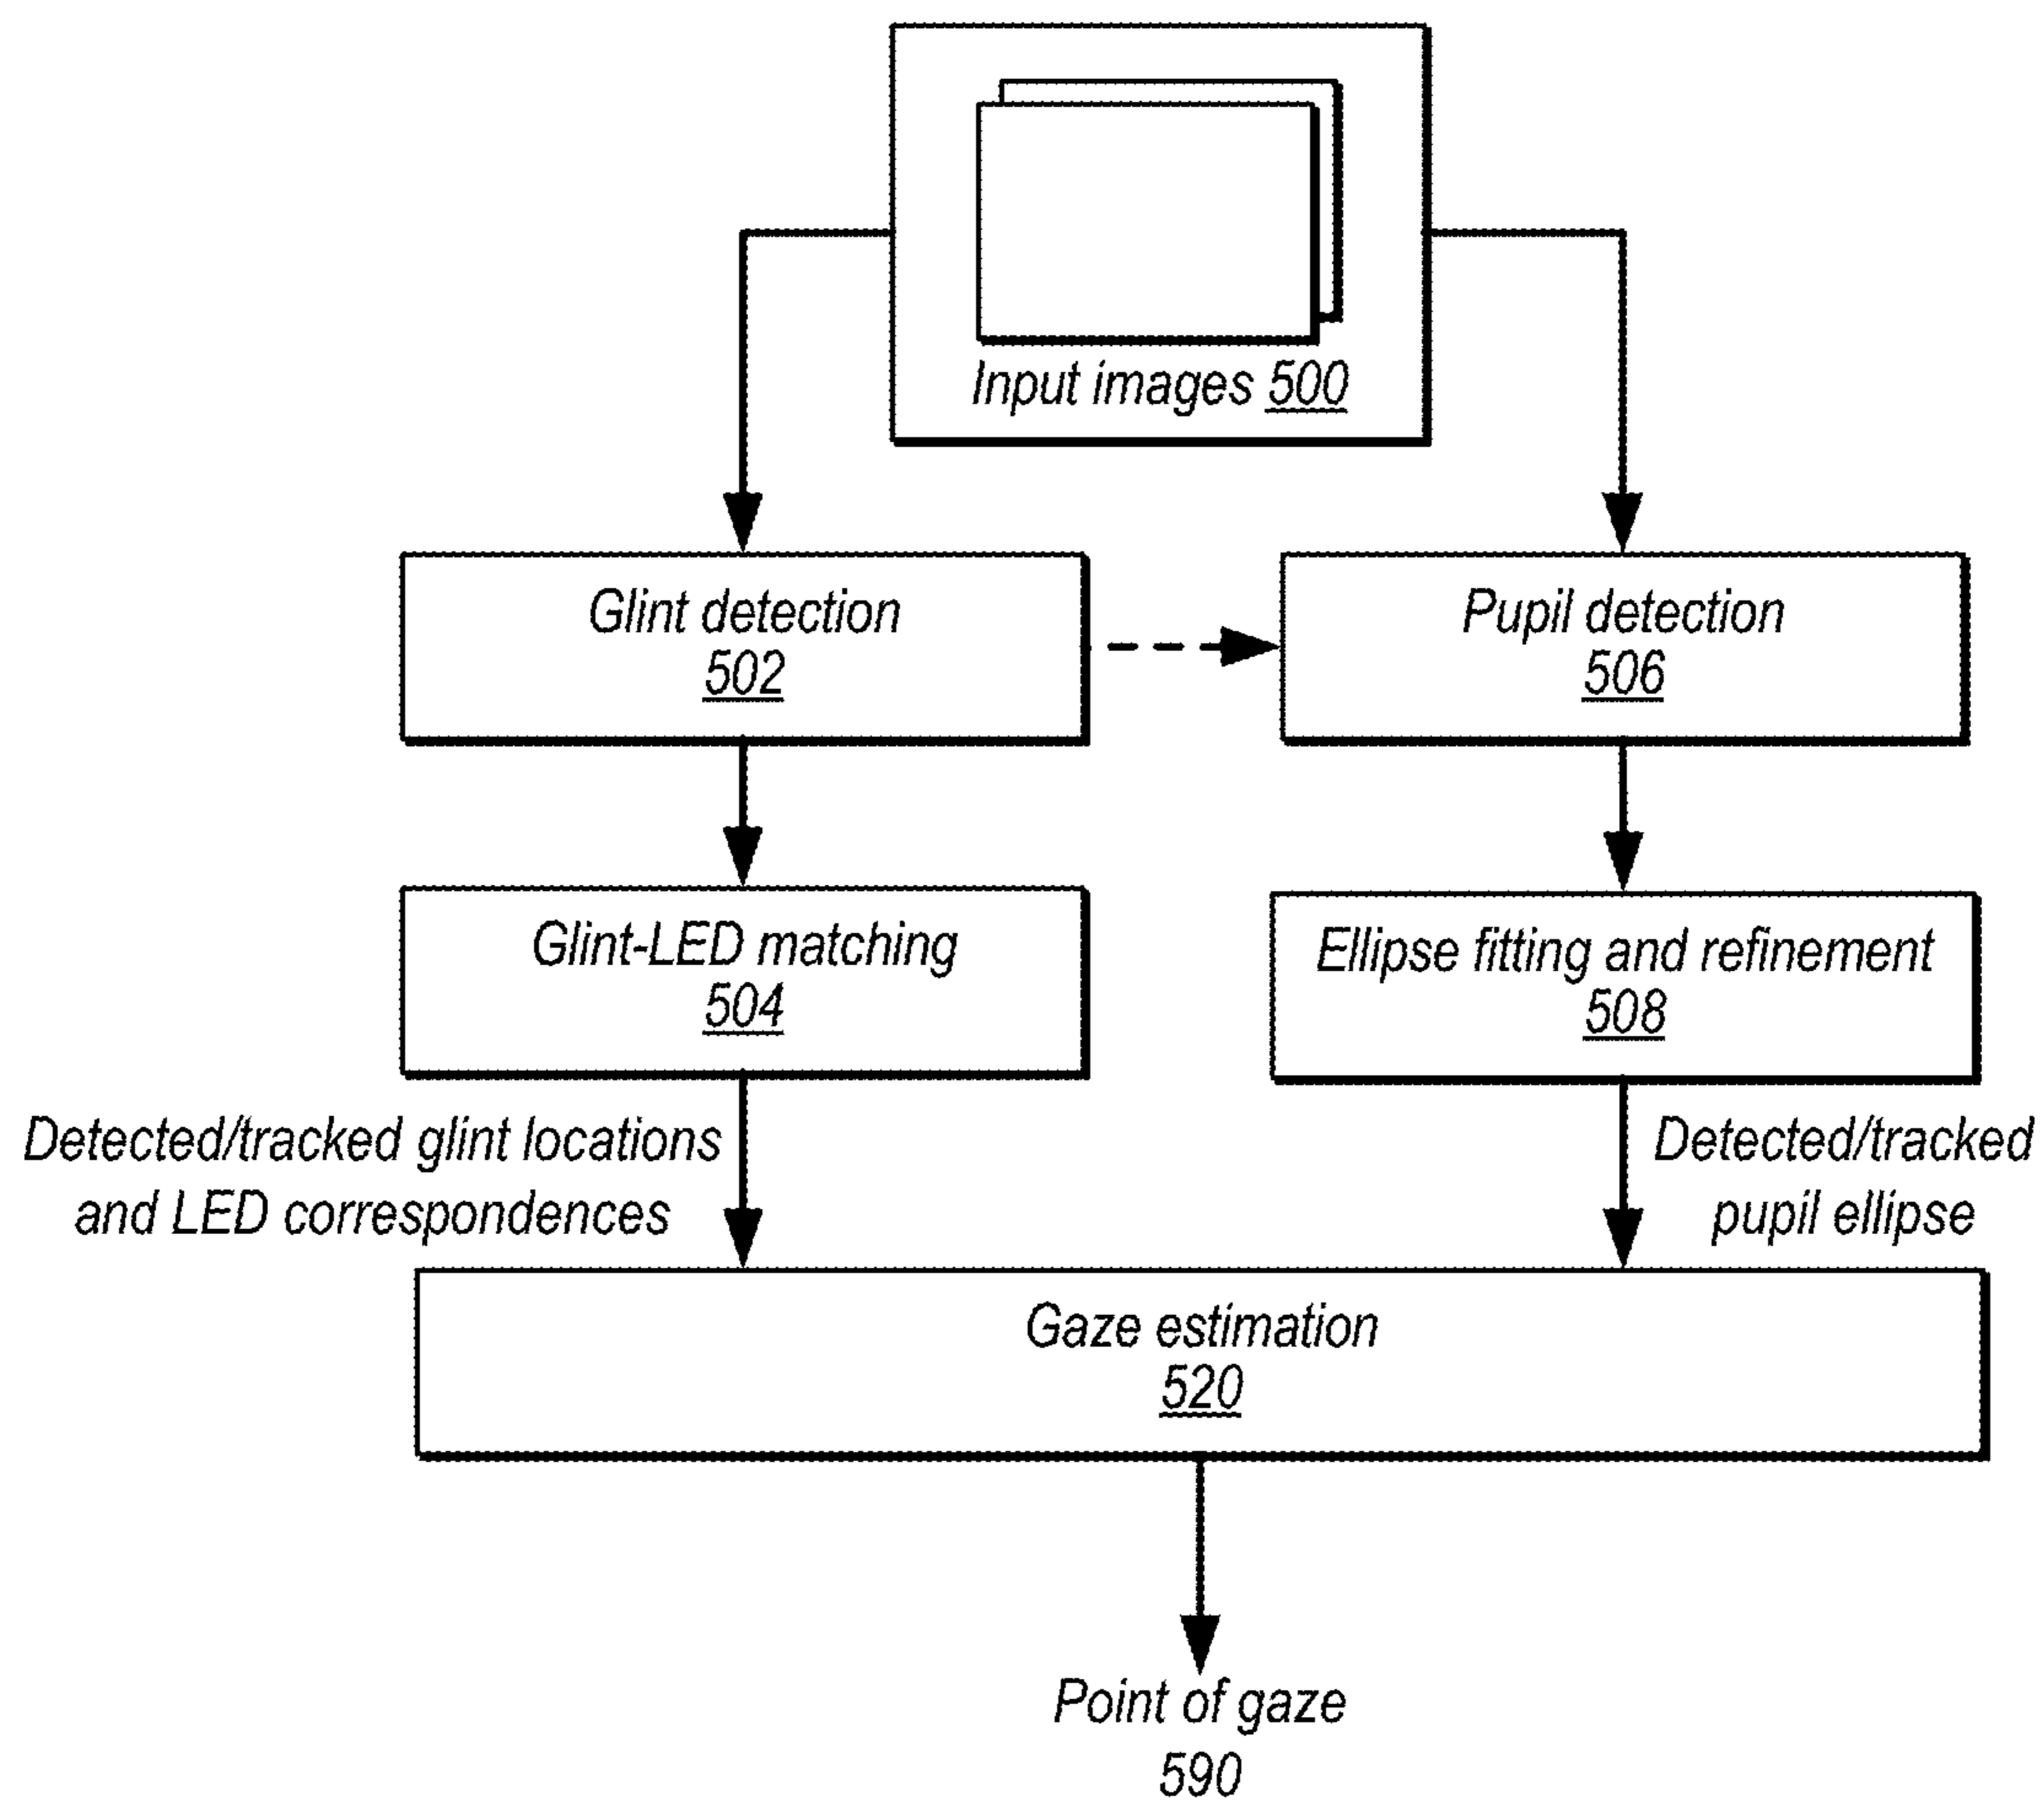 Input images 500
Glint detection
502
Pupil detection
506
Glint-LED matching
504
Ellipse fitting and refinement
508
Detected/tracked glint locations
and LED correspondences
Detected/tracked
pupil ellipse
Gaze estimation
520
Point of gaze
590